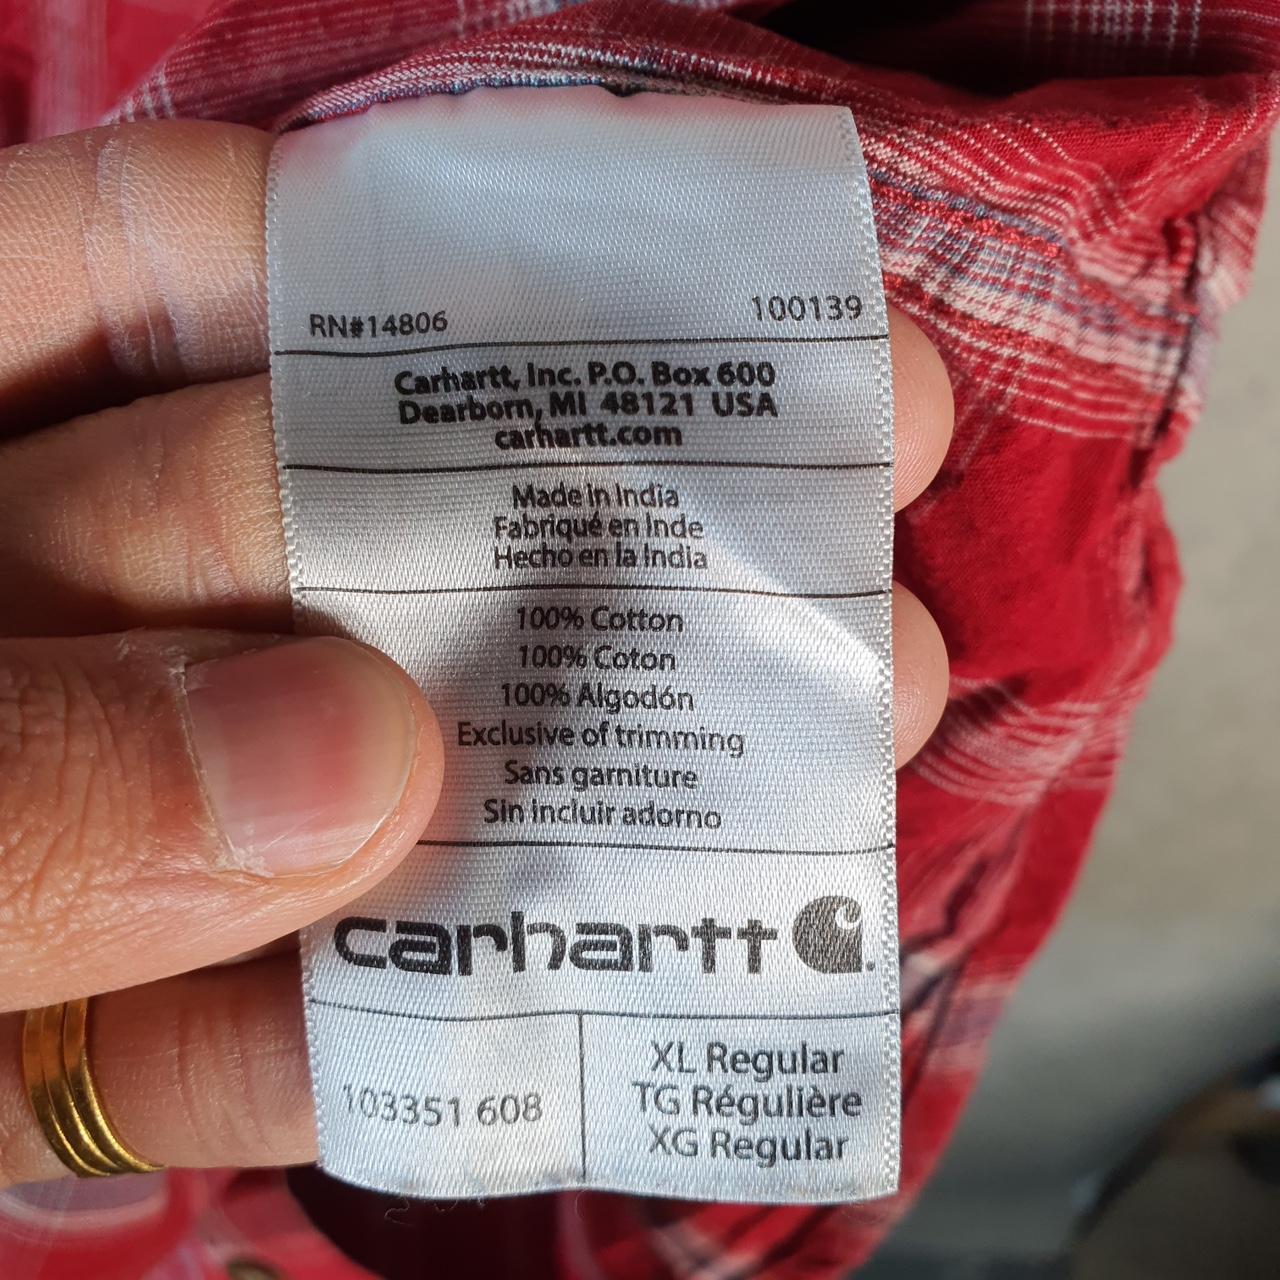 RN#14806 100139
Carhartt, Inc. P.O. Box 600
Dearborn, MI 48121 USA
carhartt.com
Made in India
Fabriqué en Inde
Hecho en la India
100% Cotton
100% Coton
100% Algodón
Exclusive of trimming
Sans garniture
Sin incluir adorno
carhartt
103351 608
XL Regular
TG Régulière
XG Regular